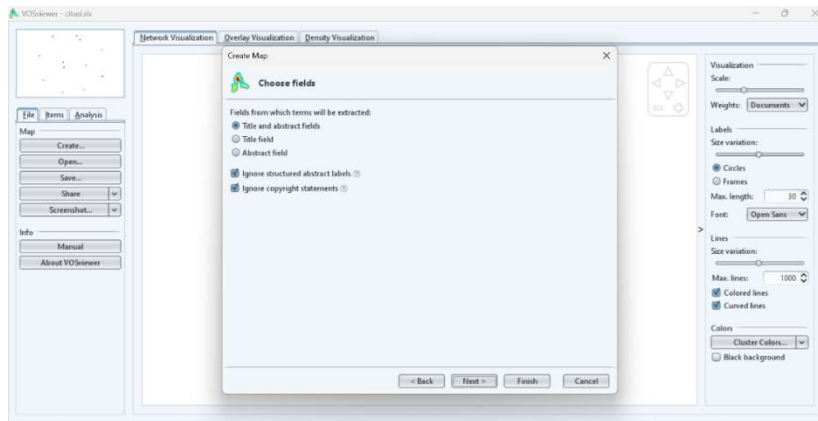 VOSviewer - citasi.ris
Network Visualization Overlay Visualization Density Visualization
File Items Analysis
Map
Create...
Open...
Save...
Share
Screenshot...
Info
Manual
About VOSviewer
Create Map
Choose fields
Fields from which terms will be extracted:
Title and abstract fields
Title field
Abstract field
Ignore structured abstract labels
Ignore copyright statements
< Back Next > Finish Cancel
Visualization
Scale:
Weights: Documents
Labels
Size variation:
Circles
Frames
Max. length: 30
Font: Open Sans
Lines
Size variation:
Max. lines: 1000
Colored lines
Curved lines
Colors
Cluster Colors...
Black background